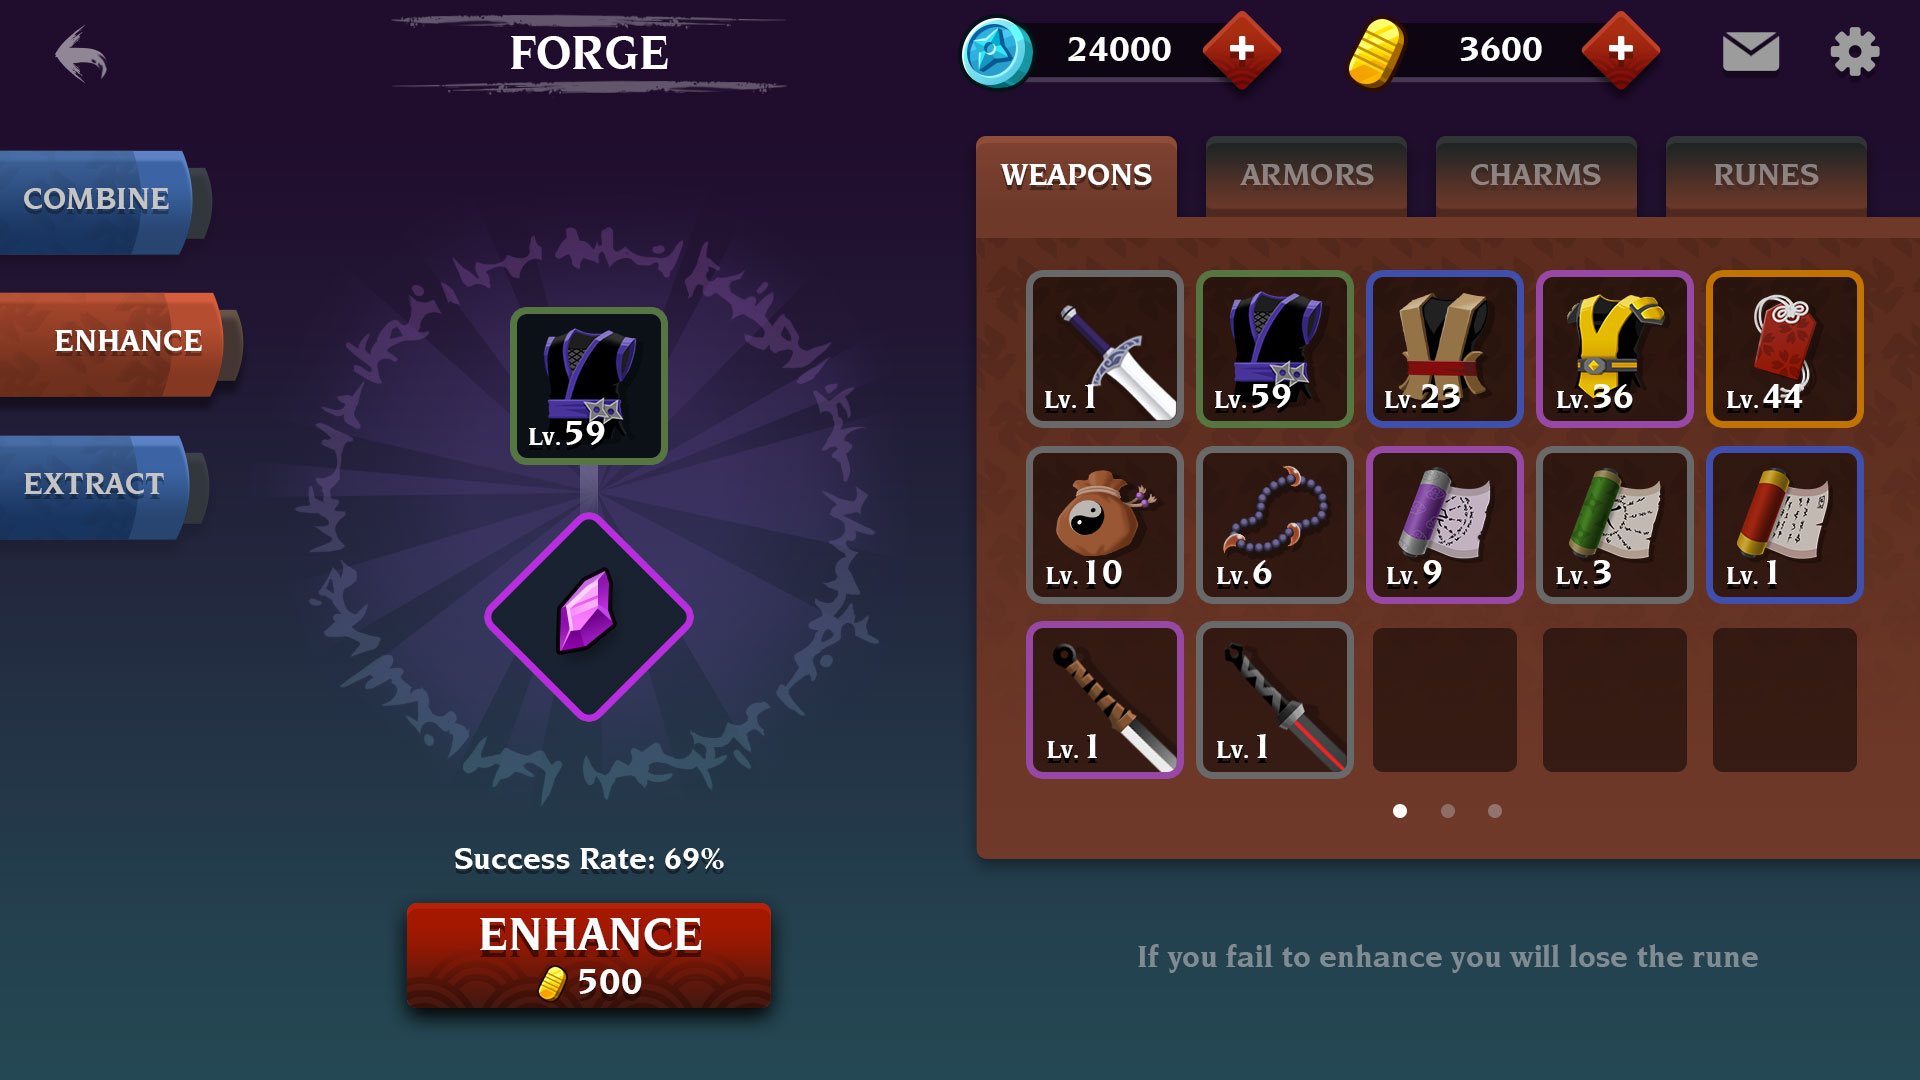 FORGE
24000
3600
COMBINE
ENHANCE
EXTRACT
WEAPONS
ARMORS
CHARMS
RUNES
Lv.59
Lv. 1
Lv.59
Lv.23
Lv.36
Lv.44
Lv. 10
Lv.6
Lv.9
Lv.3
Lv. 1
Lv. 1
Lv. 1
Success Rate: 69%
ENHANCE
500
If you fail to enhance you will lose the rune